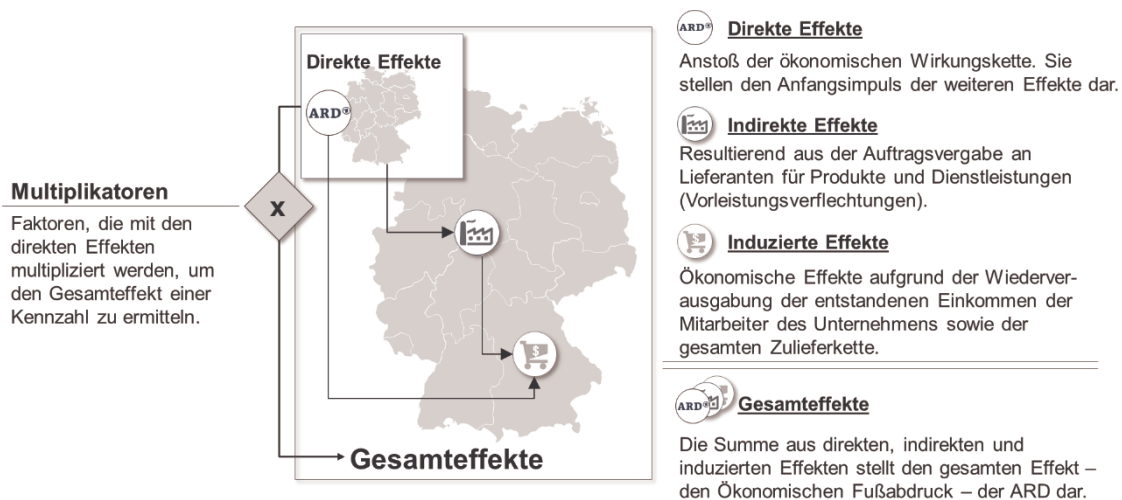 Multiplikatoren
Faktoren, die mit den
direkten Effekten
multipliziert werden, um
den Gesamteffekt einer
Kennzahl zu ermitteln.
x
Direkte Effekte
ARD®
$
Gesamteffekte
ARD®
Direkte Effekte
Anstoß der ökonomischen Wirkungskette. Sie
stellen den Anfangsimpuls der weiteren Effekte dar.
Indirekte Effekte
Resultierend aus der Auftragsvergabe an
Lieferanten für Produkte und Dienstleistungen
(Vorleistungsverflechtungen).
$
Induzierte Effekte
Ökonomische Effekte aufgrund der Wiederver-
ausgabung der entstandenen Einkommen der
Mitarbeiter des Unternehmens sowie der
gesamten Zulieferkette.
ARD®
Gesamteffekte
Die Summe aus direkten, indirekten und
induzierten Effekten stellt den gesamten Effekt –
den Ökonomischen Fußabdruck – der ARD dar.